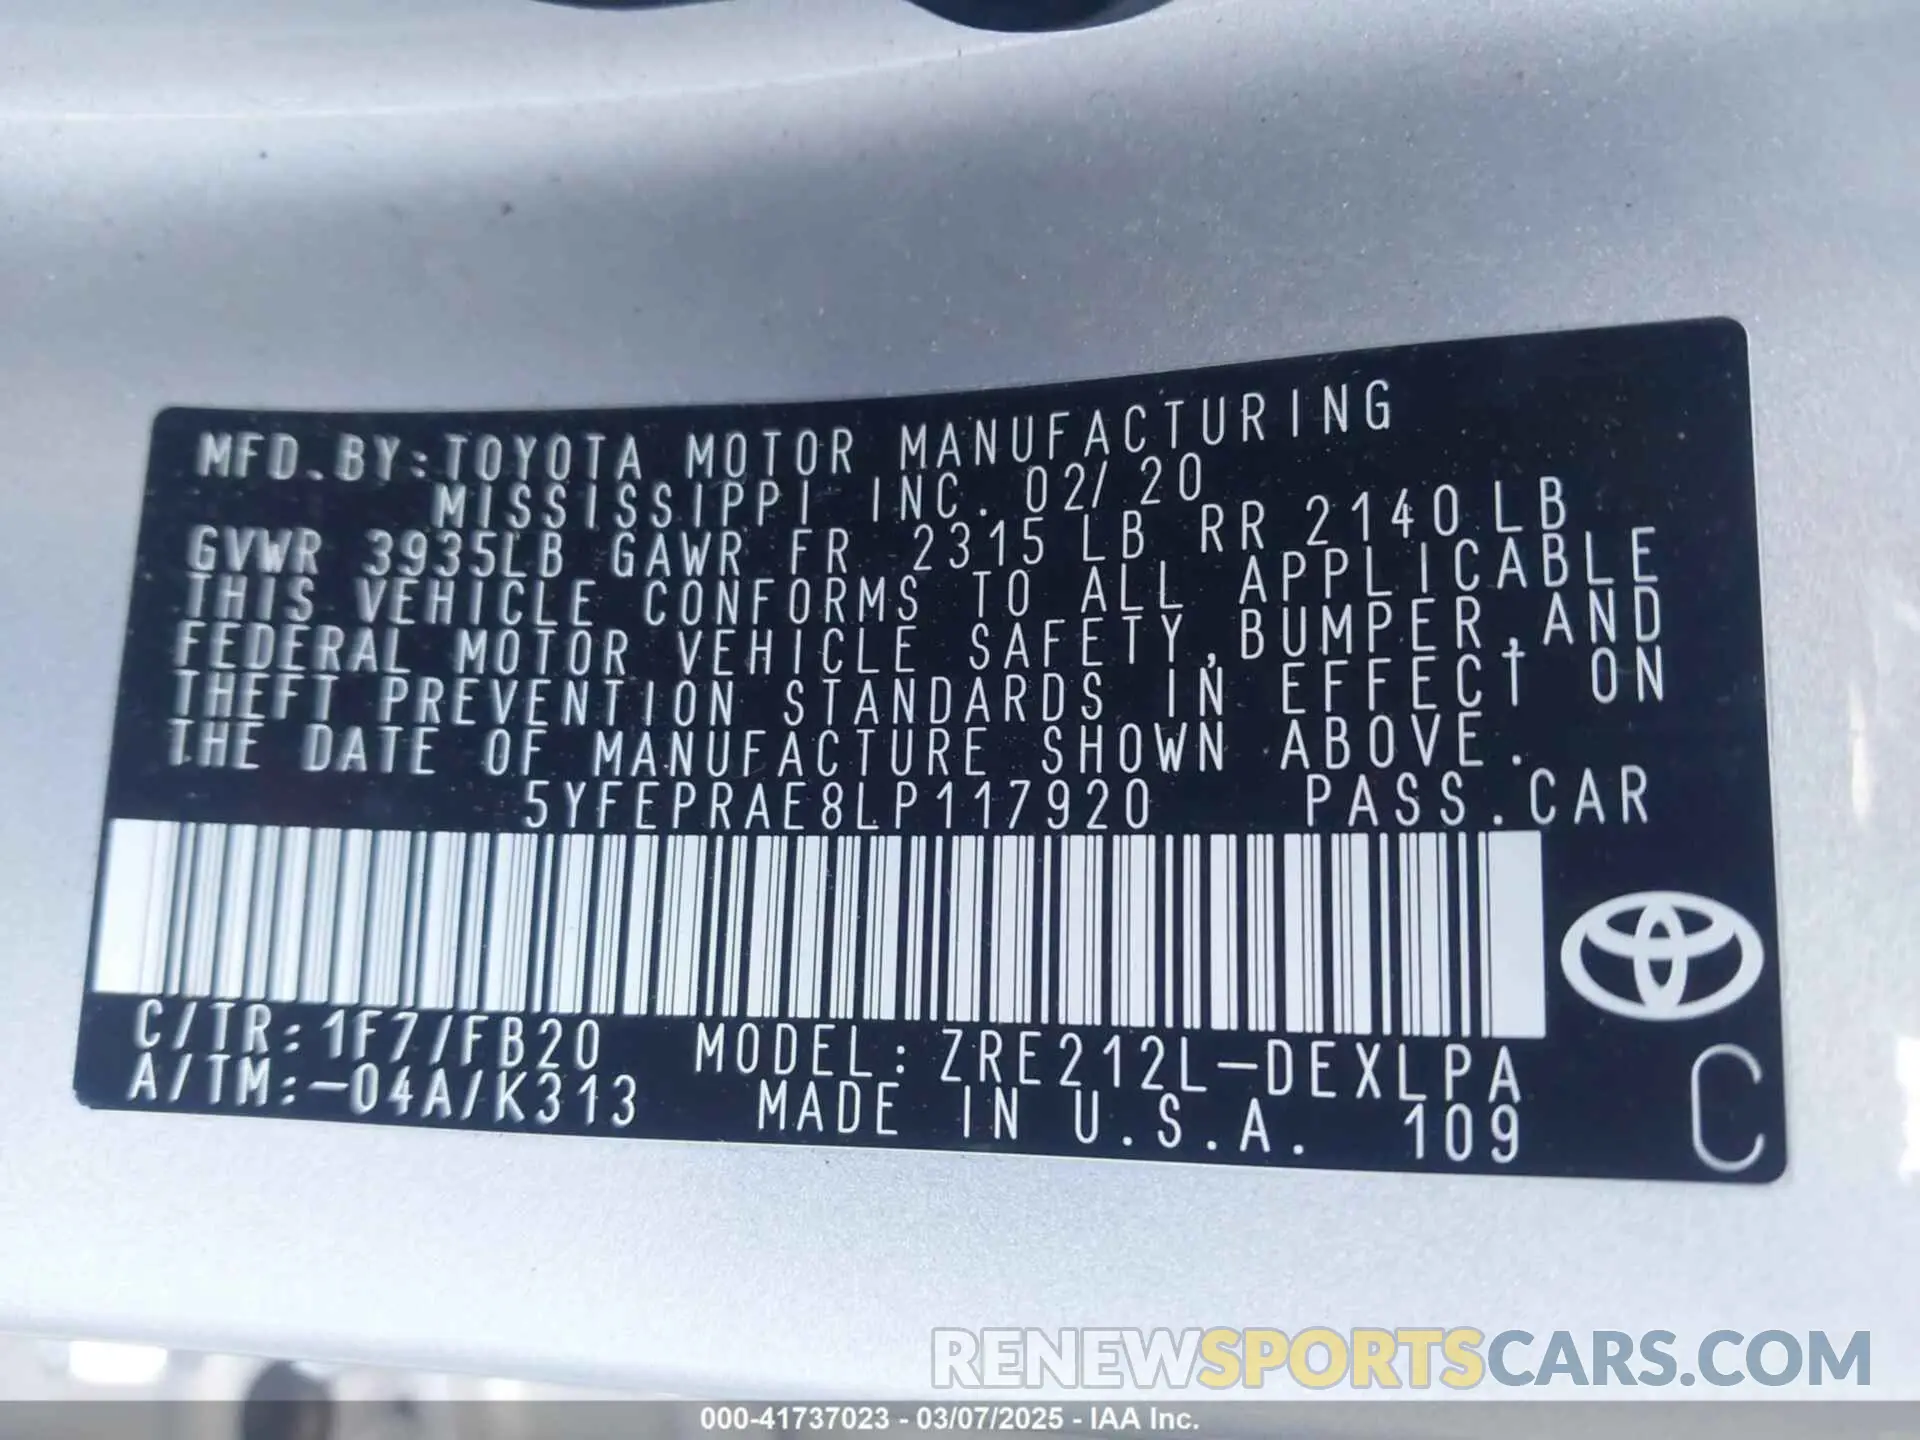 MFD.BY:TOYOTA MOTOR MANUFACTURING
MISSISSIPPI INC. 02/20
GVWR 3935LB GAWR FR 2315 LB RR 2140 LB
THIS VEHICLE CONFORMS TO ALL APPLICABLE
FEDERAL MOTOR VEHICLE SAFETY, BUMPER, AND
THEFT PREVENTION STANDARDS IN EFFECT ON
THE DATE OF MANUFACTURE SHOWN ABOVE.
5YFEPRAE8LP117920 PASS.CAR
C/TR:1F7/FB20 MODEL: ZRE212L-DEXLPA
A/TM:-04A/K313 MADE IN U.S.A. 109
C
RENEWSPORTSCARS.COM
000-41737023 - 03/07/2025 - IAA Inc.